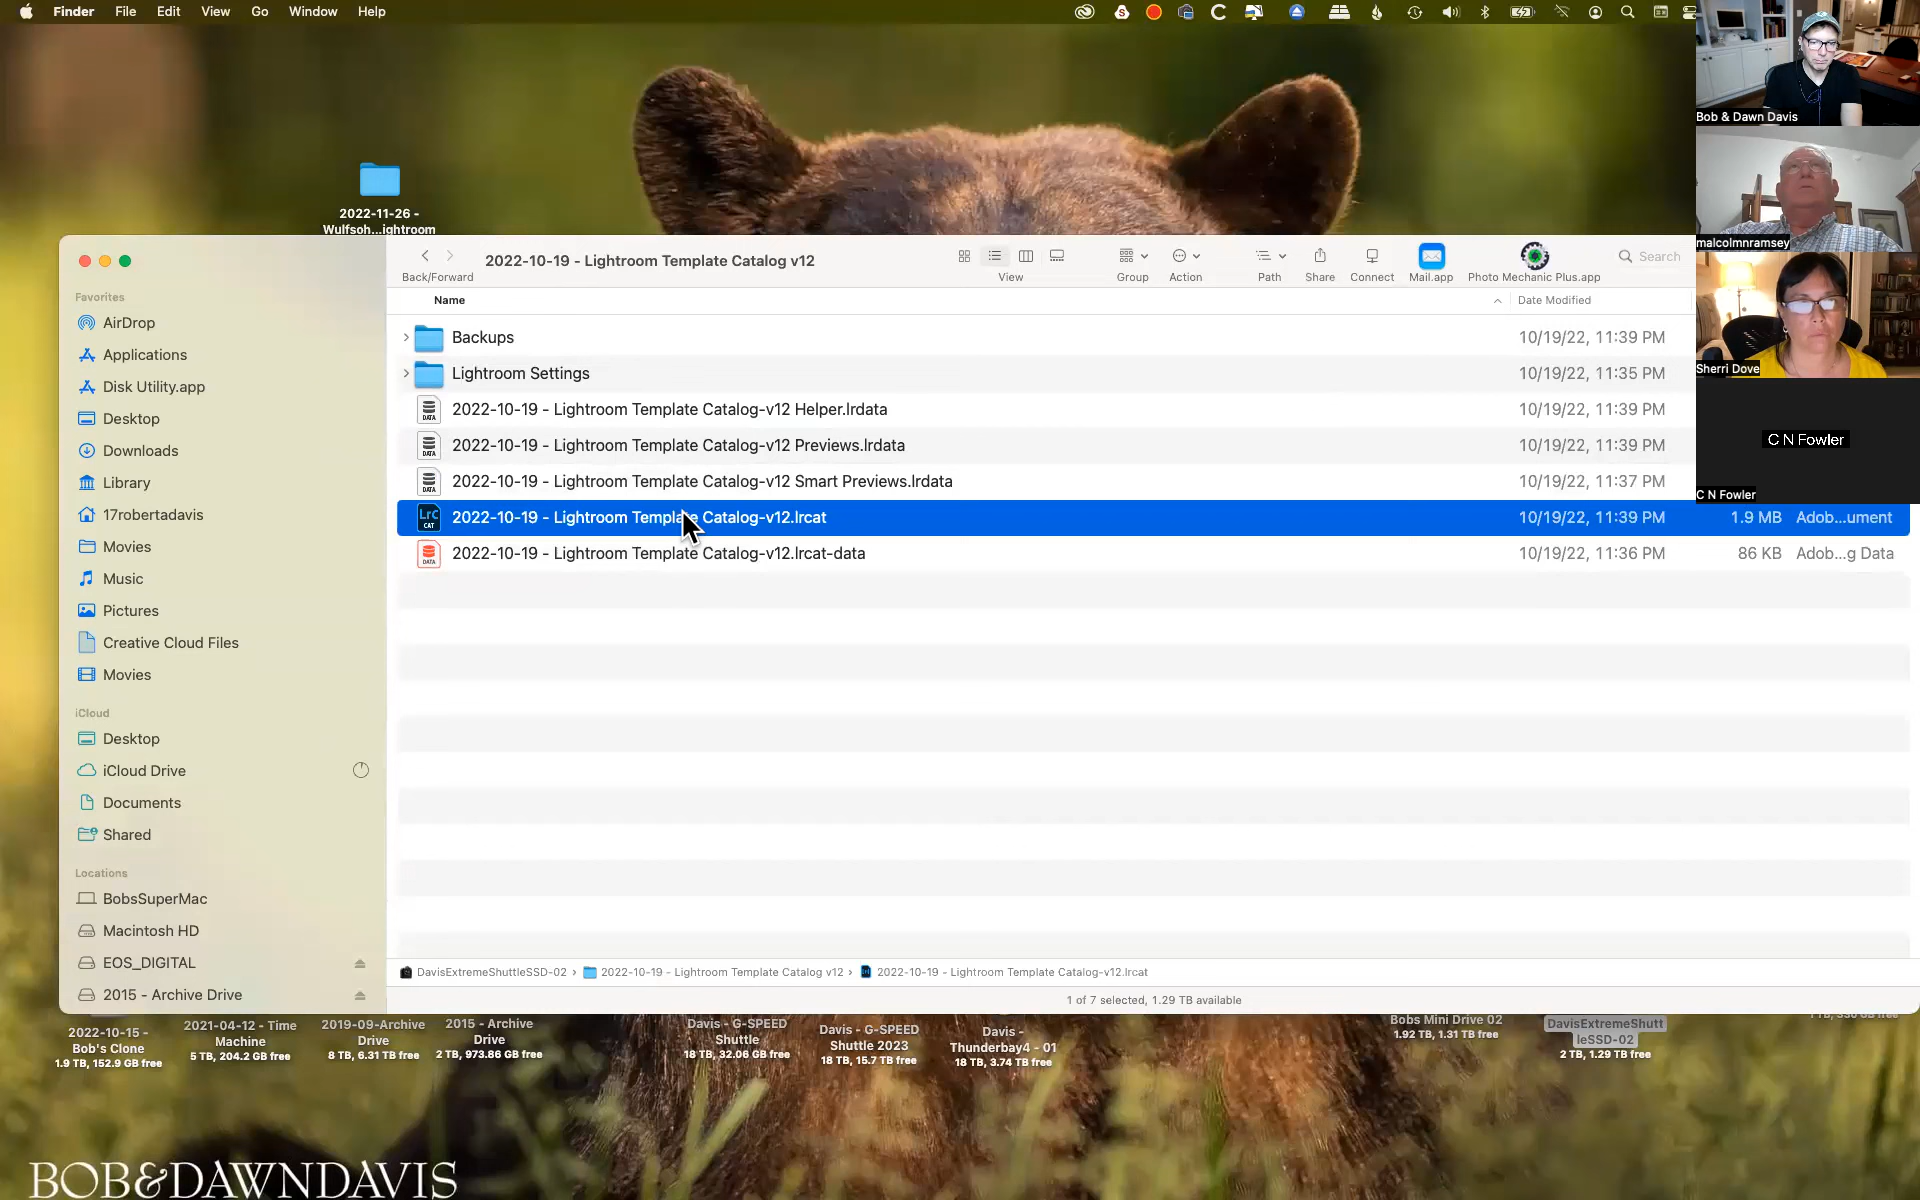 Finder File Edit View Go Window Help
Bob & Dawn Davis
malcolmnramsey
Sherri Dove
C N Fowler
C N Fowler
2022-11-26 -
Wulfsoh...ightroom
Back/Forward
2022-10-19 - Lightroom Template Catalog v12
View
Group
Action
Path
Share
Connect
Mail.app
Photo Mechanic Plus.app
Search
Favorites
AirDrop
Applications
Disk Utility.app
Desktop
Downloads
Library
17robertadavis
Movies
Music
Pictures
Creative Cloud Files
Movies
iCloud
Desktop
iCloud Drive
Documents
Shared
Locations
BobsSuperMac
Macintosh HD
EOS_DIGITAL
2015 - Archive Drive
Name Date Modified
Backups 10/19/22, 11:39 PM
Lightroom Settings 10/19/22, 11:35 PM
2022-10-19 - Lightroom Template Catalog-v12 Helper.lrdata 10/19/22, 11:39 PM
2022-10-19 - Lightroom Template Catalog-v12 Previews.lrdata 10/19/22, 11:39 PM
2022-10-19 - Lightroom Template Catalog-v12 Smart Previews.lrdata 10/19/22, 11:37 PM
2022-10-19 - Lightroom Template Catalog-v12.lrcat 10/19/22, 11:39 PM 1.9 MB Adob...ument
2022-10-19 - Lightroom Template Catalog-v12.lrcat-data 10/19/22, 11:36 PM 86 KB Adob...g Data
DavisExtremeShuttleSSD-02 › 2022-10-19 - Lightroom Template Catalog v12 › 2022-10-19 - Lightroom Template Catalog-v12.lrcat
1 of 7 selected, 1.29 TB available
2022-10-15 -
Bob's Clone
1.9 TB, 152.9 GB free
2021-04-12 - Time
Machine
5 TB, 204.2 GB free
2019-09-Archive
Drive
8 TB, 6.31 TB free
2015 - Archive
Drive
2 TB, 973.86 GB free
Davis - G-SPEED
Shuttle
18 TB, 32.06 GB free
Davis - G-SPEED
Shuttle 2023
18 TB, 15.7 TB free
Davis -
Thunderbay4 - 01
18 TB, 3.74 TB free
Bobs Mini Drive 02
1.92 TB, 1.31 TB free
DavisExtremeShutt
leSSD-02
2 TB, 1.29 TB free
BOB&DAWNDAVIS